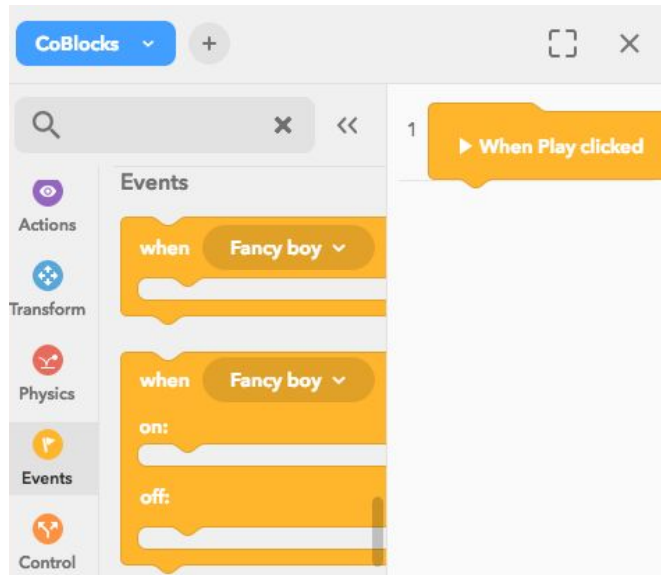 CoBlocks
1
When Play clicked
Events
Actions
when Fancy boy
Transform
Physics
when Fancy boy
on:
Events
off:
Control